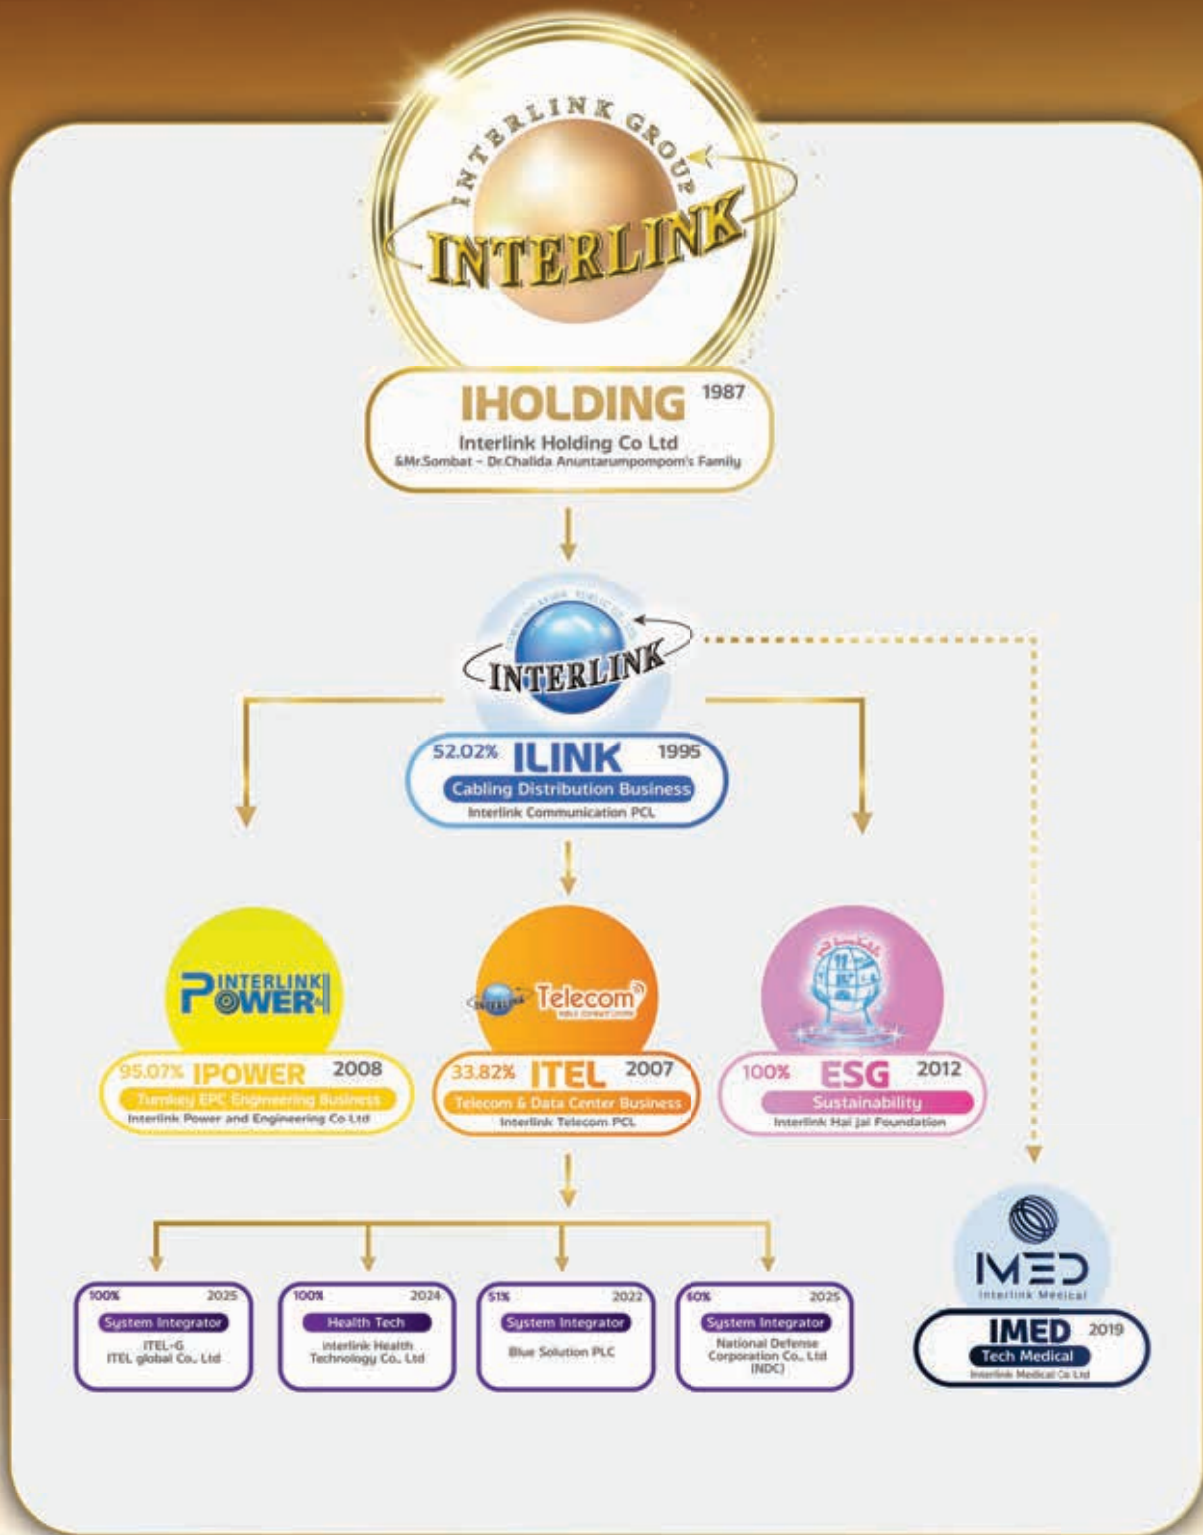 INTERLINK GROUP
INTERLINK
IHOLDING 1987
Interlink Holding Co Ltd
&Mr.Sombat - Dr.Chalida Anuntarumpompom's Family
INTERLINK
52.02% ILINK 1995
Cabling Distribution Business
Interlink Communication PCL
INTERLINK
POWER
95.07% IPOWER 2008
Turnkey EPC Engineering Business
Interlink Power and Engineering Co Ltd
INTERLINK Telecom
33.82% ITEL 2007
Telecom & Data Center Business
Interlink Telecom PCL
100% ESG 2012
Sustainability
Interlink Hai Jai Foundation
100% 2025
System Integrator
ITEL-G
ITEL global Co., Ltd
100% 2024
Health Tech
Interlink Health
Technology Co., Ltd
51% 2022
System Integrator
Blue Solution PLC
60% 2025
System Integrator
National Defense
Corporation Co., Ltd
(NDC)
IMED
Interlink Medical
IMED 2019
Tech Medical
Interlink Medical Co Ltd